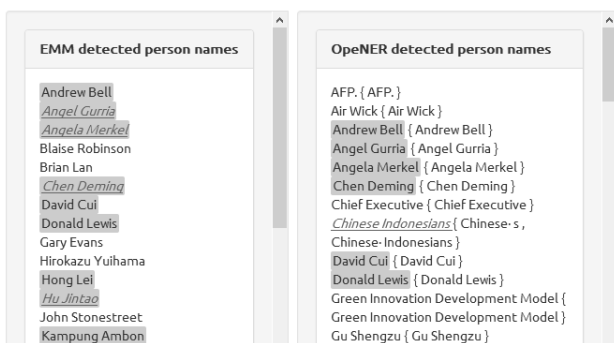 EMM detected person names
Andrew Bell
Angel Gurria
Angela Merkel
Blaise Robinson
Brian Lan
Chen Deming
David Cui
Donald Lewis
Gary Evans
Hirokazu Yuihama
Hong Lei
Hu Jintao
John Stonestreet
Kampung Ambon
OpeNER detected person names
AFP. { AFP. }
Air Wick { Air Wick }
Andrew Bell { Andrew Bell }
Angel Gurria { Angel Gurria }
Angela Merkel { Angela Merkel }
Chen Deming { Chen Deming }
Chief Executive { Chief Executive }
Chinese Indonesians { Chinese-s ,
Chinese-Indonesians }
David Cui { David Cui }
Donald Lewis { Donald Lewis }
Green Innovation Development Model {
Green Innovation Development Model }
Gu Shengzu { Gu Shengzu }